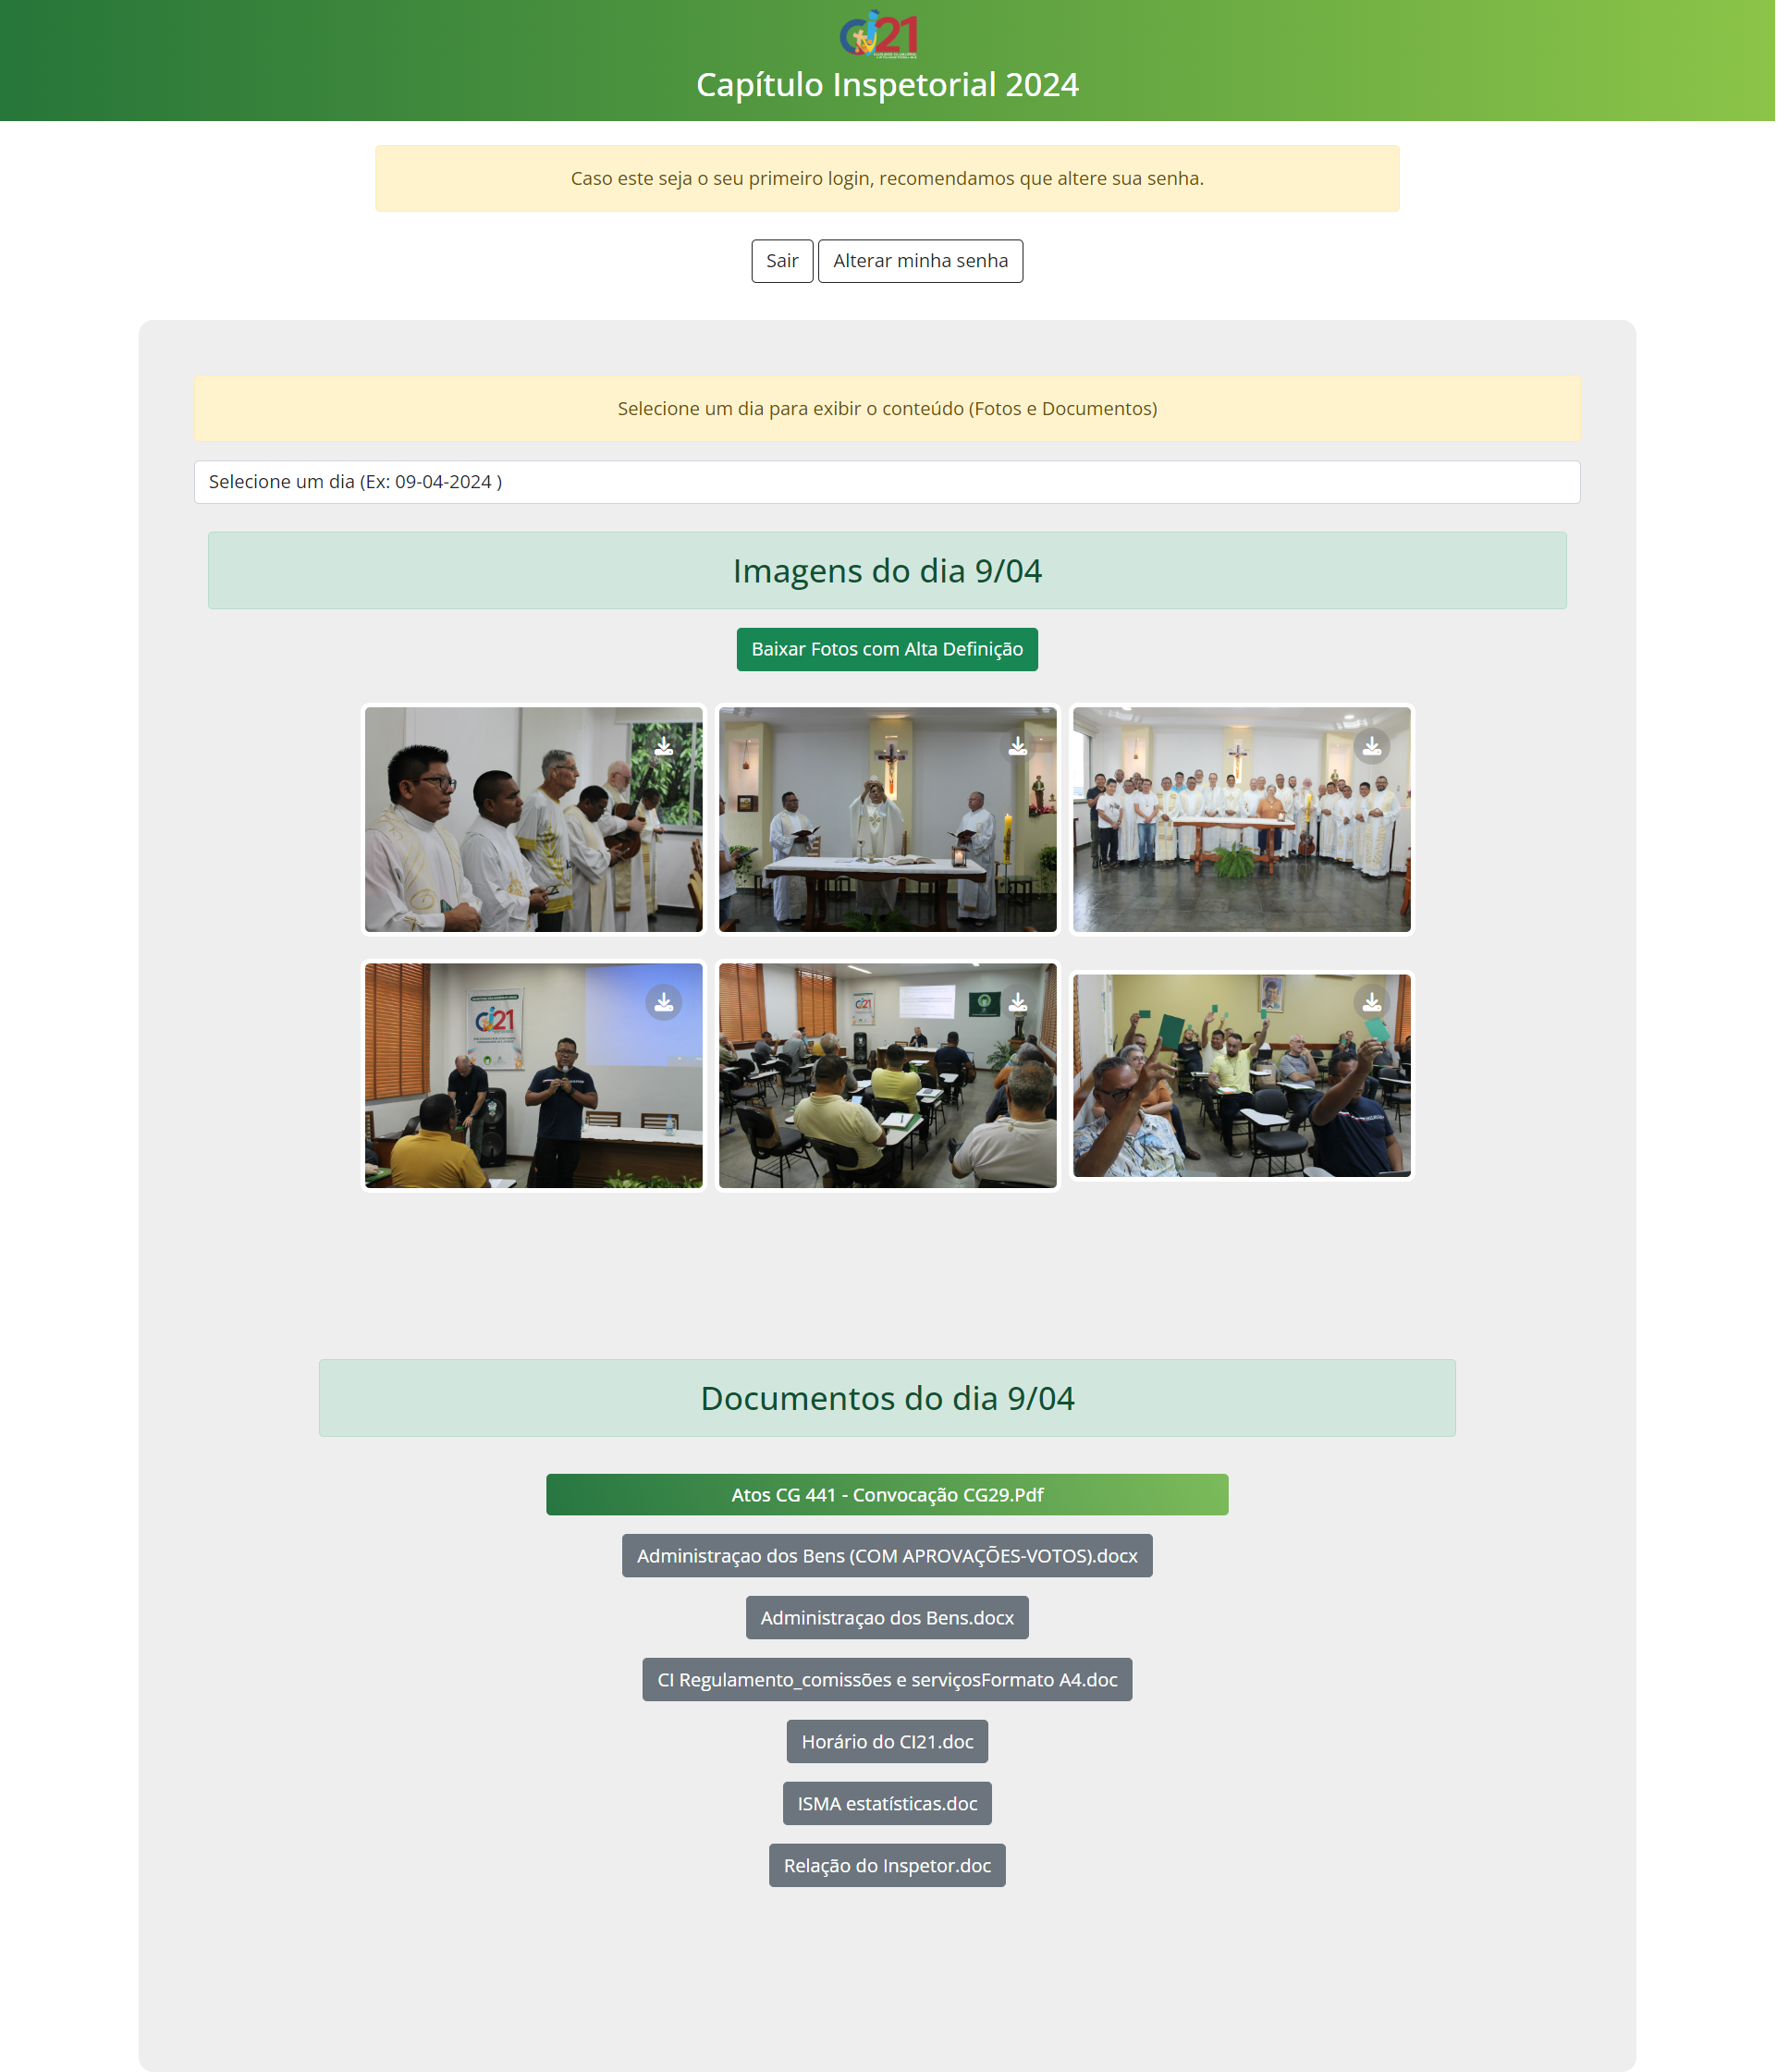 Ci21
Capítulo Inspetorial 2024
Caso este seja o seu primeiro login, recomendamos que altere sua senha.
Sair
Alterar minha senha
Selecione um dia para exibir o conteúdo (Fotos e Documentos)
Selecione um dia (Ex: 09-04-2024 )
Imagens do dia 9/04
Baixar Fotos com Alta Definição
Ci21
Ci21
Documentos do dia 9/04
Atos CG 441 - Convocação CG29.Pdf
Administraçao dos Bens (COM APROVAÇÕES-VOTOS).docx
Administraçao dos Bens.docx
CI Regulamento_comissões e serviçosFormato A4.doc
Horário do CI21.doc
ISMA estatísticas.doc
Relação do Inspetor.doc